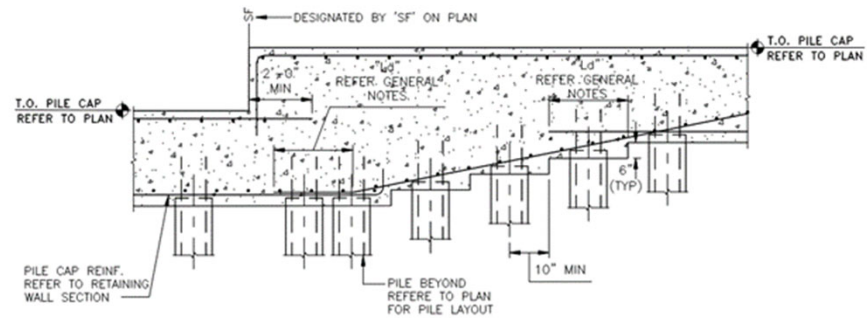 SF
DESIGNATED BY 'SF' ON PLAN
T.O. PILE CAP
REFER TO PLAN
2'-0"
MIN
"Ld"
REFER GENERAL
NOTES
Ld
REFER GENERAL
NOTES
T.O. PILE CAP
REFER TO PLAN
6"
(TYP)
10" MIN
PILE CAP REINF.
REFER TO RETAINING
WALL SECTION
PILE BEYOND
REFERE TO PLAN
FOR PILE LAYOUT